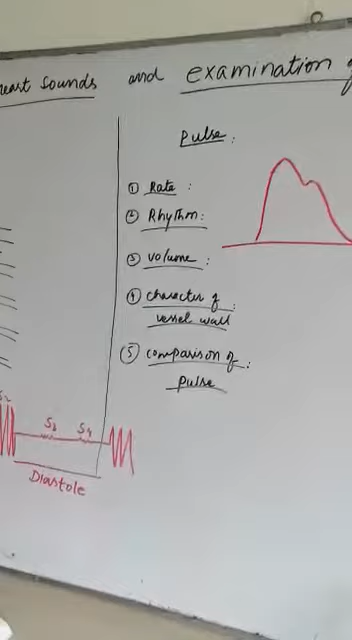 heart sounds and examination of
Pulse:
① Rate:
② Rhythm:
③ volume:
④ character of:
vessel wall
⑤ comparison of:
pulse
S2
S3 S4
Diastole